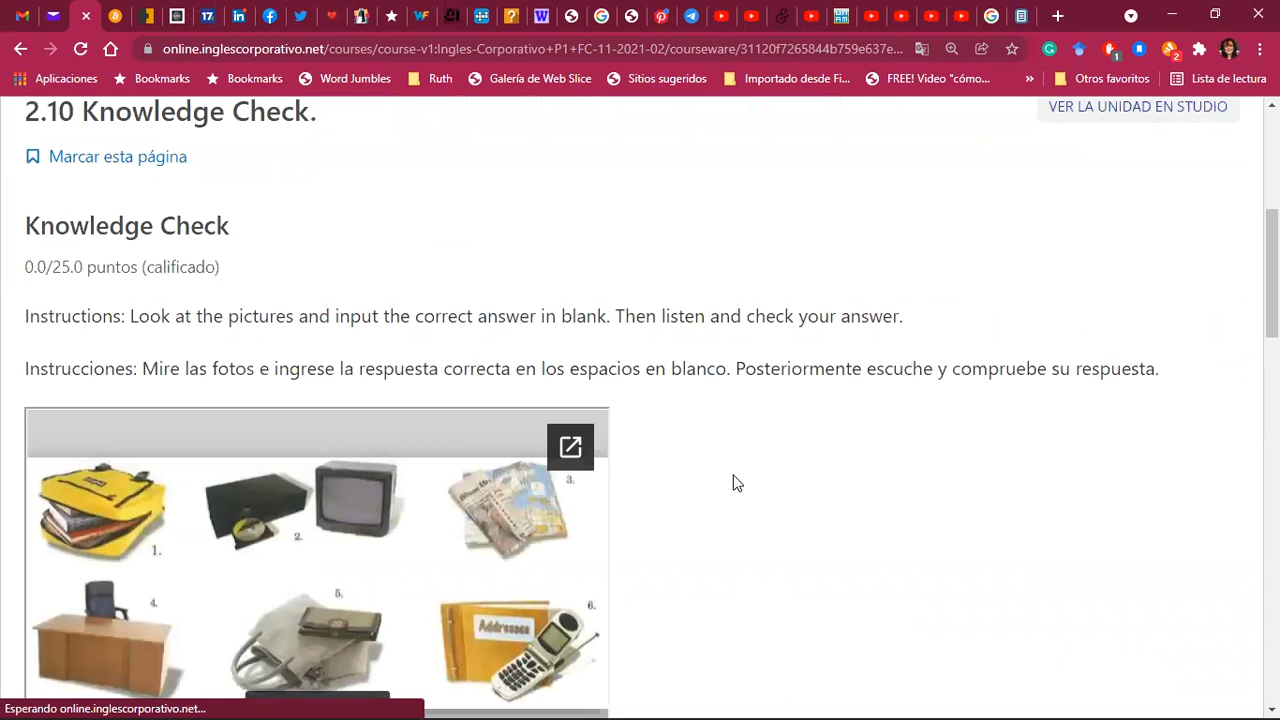 online.inglescorporativo.net/courses/course-v1:Ingles-Corporativo+P1+FC-11-2021-02/courseware/31120f7265844b759e637e...
Aplicaciones Bookmarks Bookmarks Word Jumbles Ruth Galería de Web Slice Sitios sugeridos Importado desde Fi... FREE! Video "cómo... » Otros favoritos Lista de lectura
2.10 Knowledge Check.
VER LA UNIDAD EN STUDIO
Marcar esta página
Knowledge Check
0.0/25.0 puntos (calificado)
Instructions: Look at the pictures and input the correct answer in blank. Then listen and check your answer.
Instrucciones: Mire las fotos e ingrese la respuesta correcta en los espacios en blanco. Posteriormente escuche y compruebe su respuesta.
1.
2.
3.
4.
5.
6.
Esperando online.inglescorporativo.net...